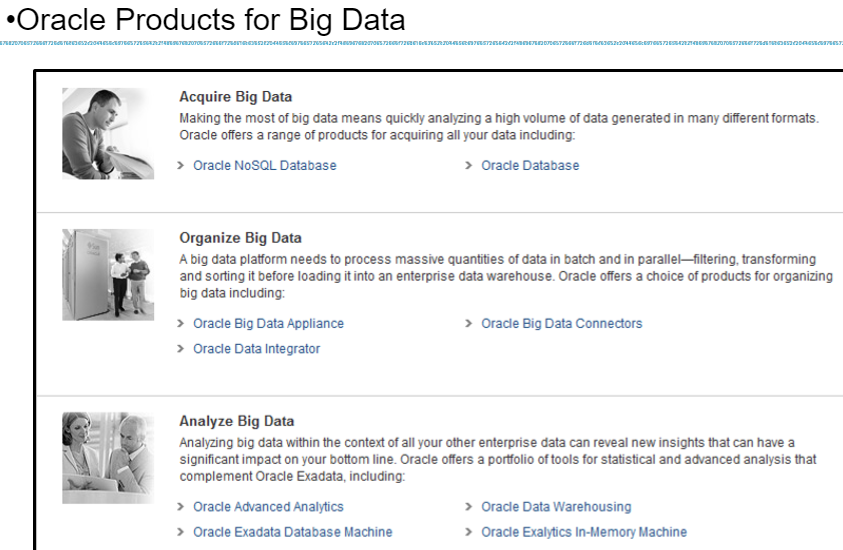 •Oracle Products for Big Data
Acquire Big Data
Making the most of big data means quickly analyzing a high volume of data generated in many different formats.
Oracle offers a range of products for acquiring all your data including:
> Oracle NoSQL Database
> Oracle Database
Organize Big Data
A big data platform needs to process massive quantities of data in batch and in parallel—filtering, transforming
and sorting it before loading it into an enterprise data warehouse. Oracle offers a choice of products for organizing
big data including:
> Oracle Big Data Appliance
> Oracle Big Data Connectors
> Oracle Data Integrator
Analyze Big Data
Analyzing big data within the context of all your other enterprise data can reveal new insights that can have a
significant impact on your bottom line. Oracle offers a portfolio of tools for statistical and advanced analysis that
complement Oracle Exadata, including:
> Oracle Advanced Analytics
> Oracle Data Warehousing
> Oracle Exadata Database Machine
> Oracle Exalytics In-Memory Machine